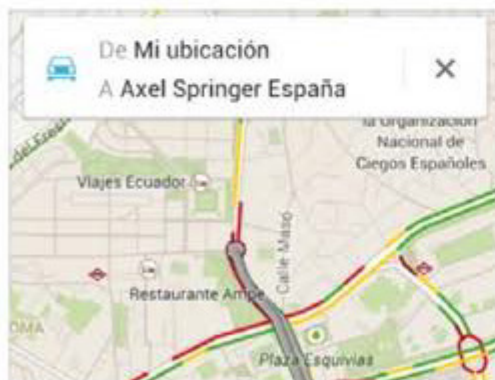 De Mi ubicación
A Axel Springer España
la Organización
Nacional de
Ciegos Españoles
Viajes Ecuador
Calle Masó
Restaurante Ampe
Plaza Esquivias